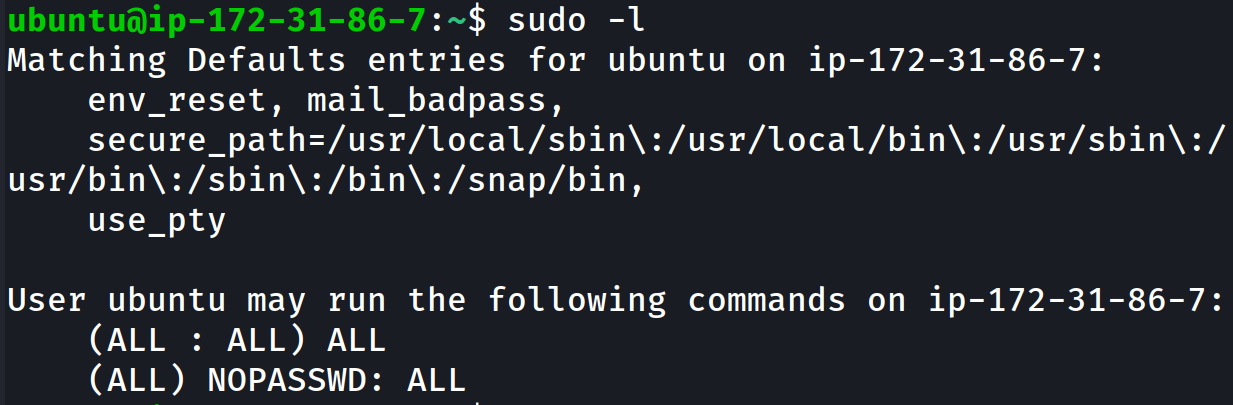 ubuntu@ip-172-31-86-7:~$ sudo -l
Matching Defaults entries for ubuntu on ip-172-31-86-7:
    env_reset, mail_badpass,
    secure_path=/usr/local/sbin\:/usr/local/bin\:/usr/sbin\:/
usr/bin\:/sbin\:/bin\:/snap/bin,
    use_pty

User ubuntu may run the following commands on ip-172-31-86-7:
    (ALL : ALL) ALL
    (ALL) NOPASSWD: ALL